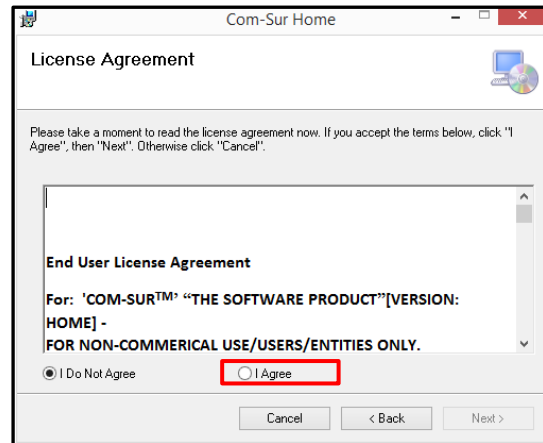 Com-Sur Home
License Agreement
Please take a moment to read the license agreement now. If you accept the terms below, click "I
Agree", then "Next". Otherwise click "Cancel".
End User License Agreement
For:  'COM-SUR™' “THE SOFTWARE PRODUCT”[VERSION:
HOME] -
FOR NON-COMMERICAL USE/USERS/ENTITIES ONLY.
I Do Not Agree I Agree
Cancel < Back Next >